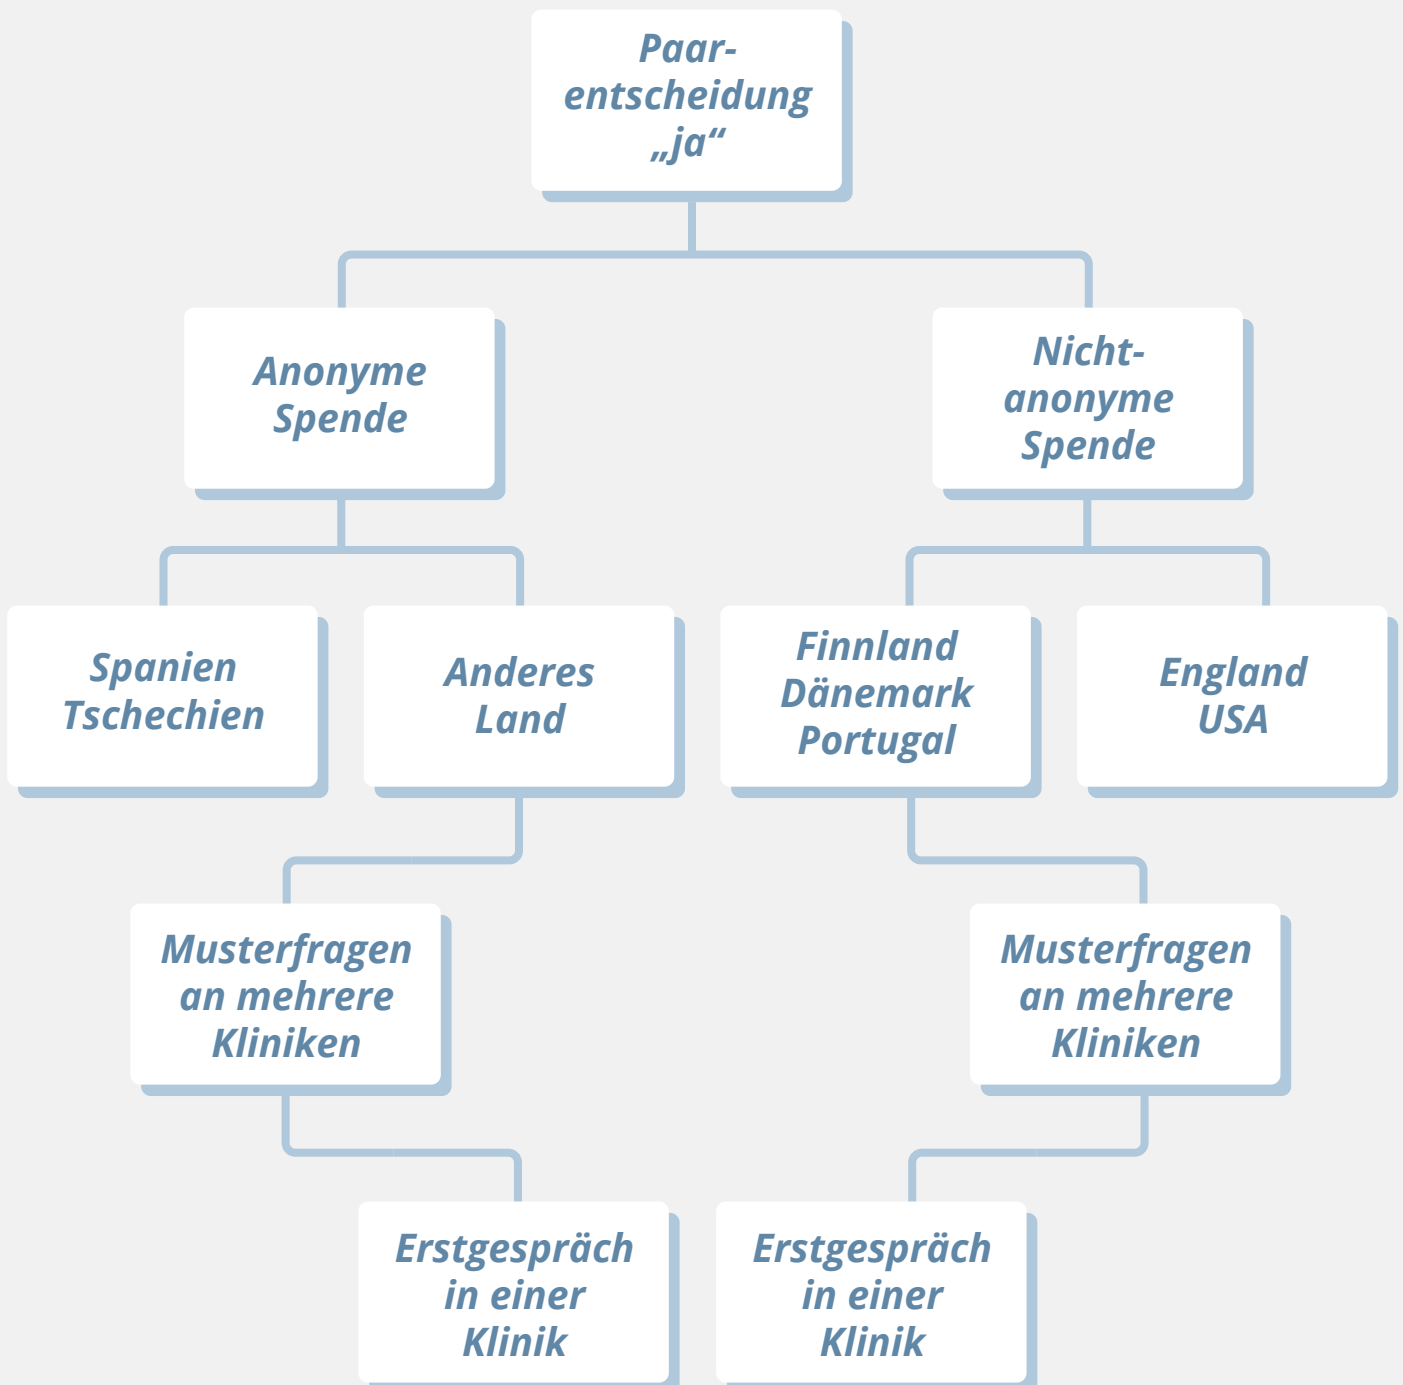 Paar-
entscheidung
„ja“
Anonyme
Spende
Nicht-
anonyme
Spende
Spanien
Tschechien
Anderes
Land
Finnland
Dänemark
Portugal
England
USA
Musterfragen
an mehrere
Kliniken
Musterfragen
an mehrere
Kliniken
Erstgespräch
in einer
Klinik
Erstgespräch
in einer
Klinik